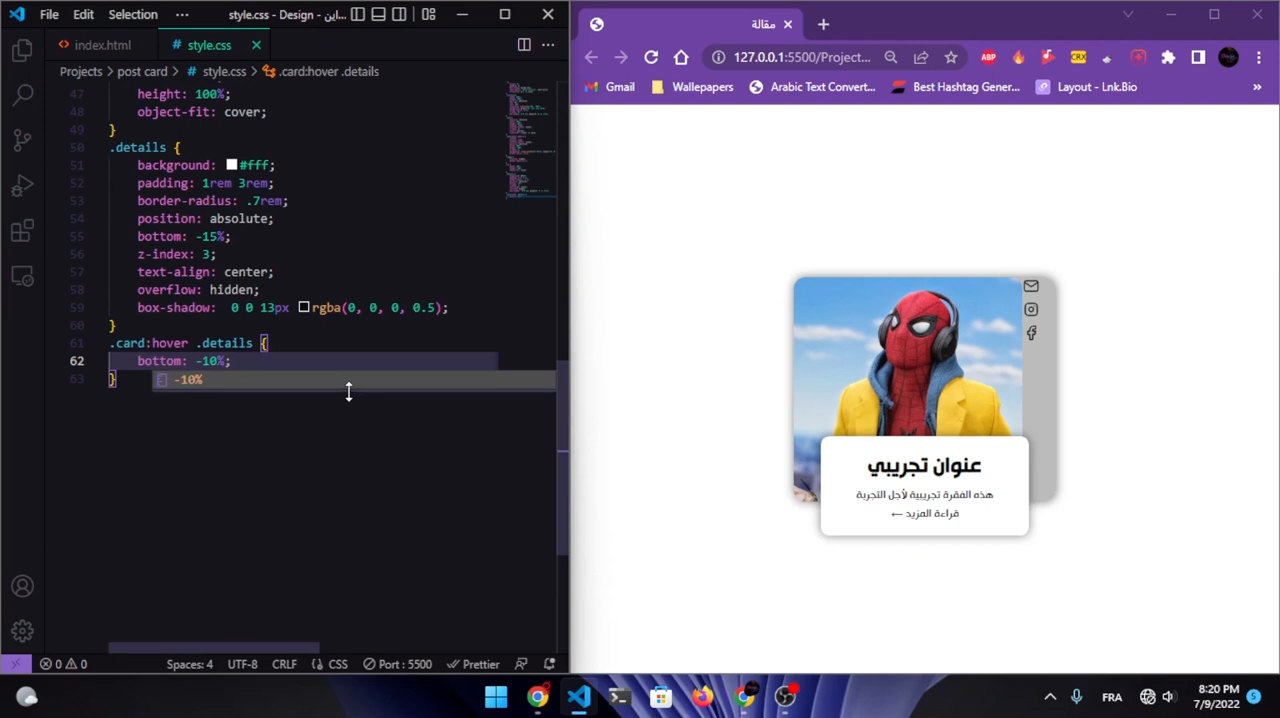 File Edit Selection ··· style.css - Design - اين...
index.html
# style.css
Projects > post card > # style.css > .card:hover .details
47 height: 100%;
48 object-fit: cover;
49 }
50 .details {
51 background: #fff;
52 padding: 1rem 3rem;
53 border-radius: .7rem;
54 position: absolute;
55 bottom: -15%;
56 z-index: 3;
57 text-align: center;
58 overflow: hidden;
59 box-shadow: 0 0 13px rgba(0, 0, 0, 0.5);
60 }
61 .card:hover .details {
62 bottom: -10%;
63 }
-10%
0 0 Spaces: 4 UTF-8 CRLF CSS Port : 5500 Prettier
مقالة
127.0.0.1:5500/Project...
ABP CRX
Gmail Wallepapers Arabic Text Convert... Best Hashtag Gener... Layout - Lnk.Bio »
عنوان تجريبي
هذه الفقرة تجريبية لأجل التجربة
قراءة المزيد ←
FRA
8:20 PM
7/9/2022
5